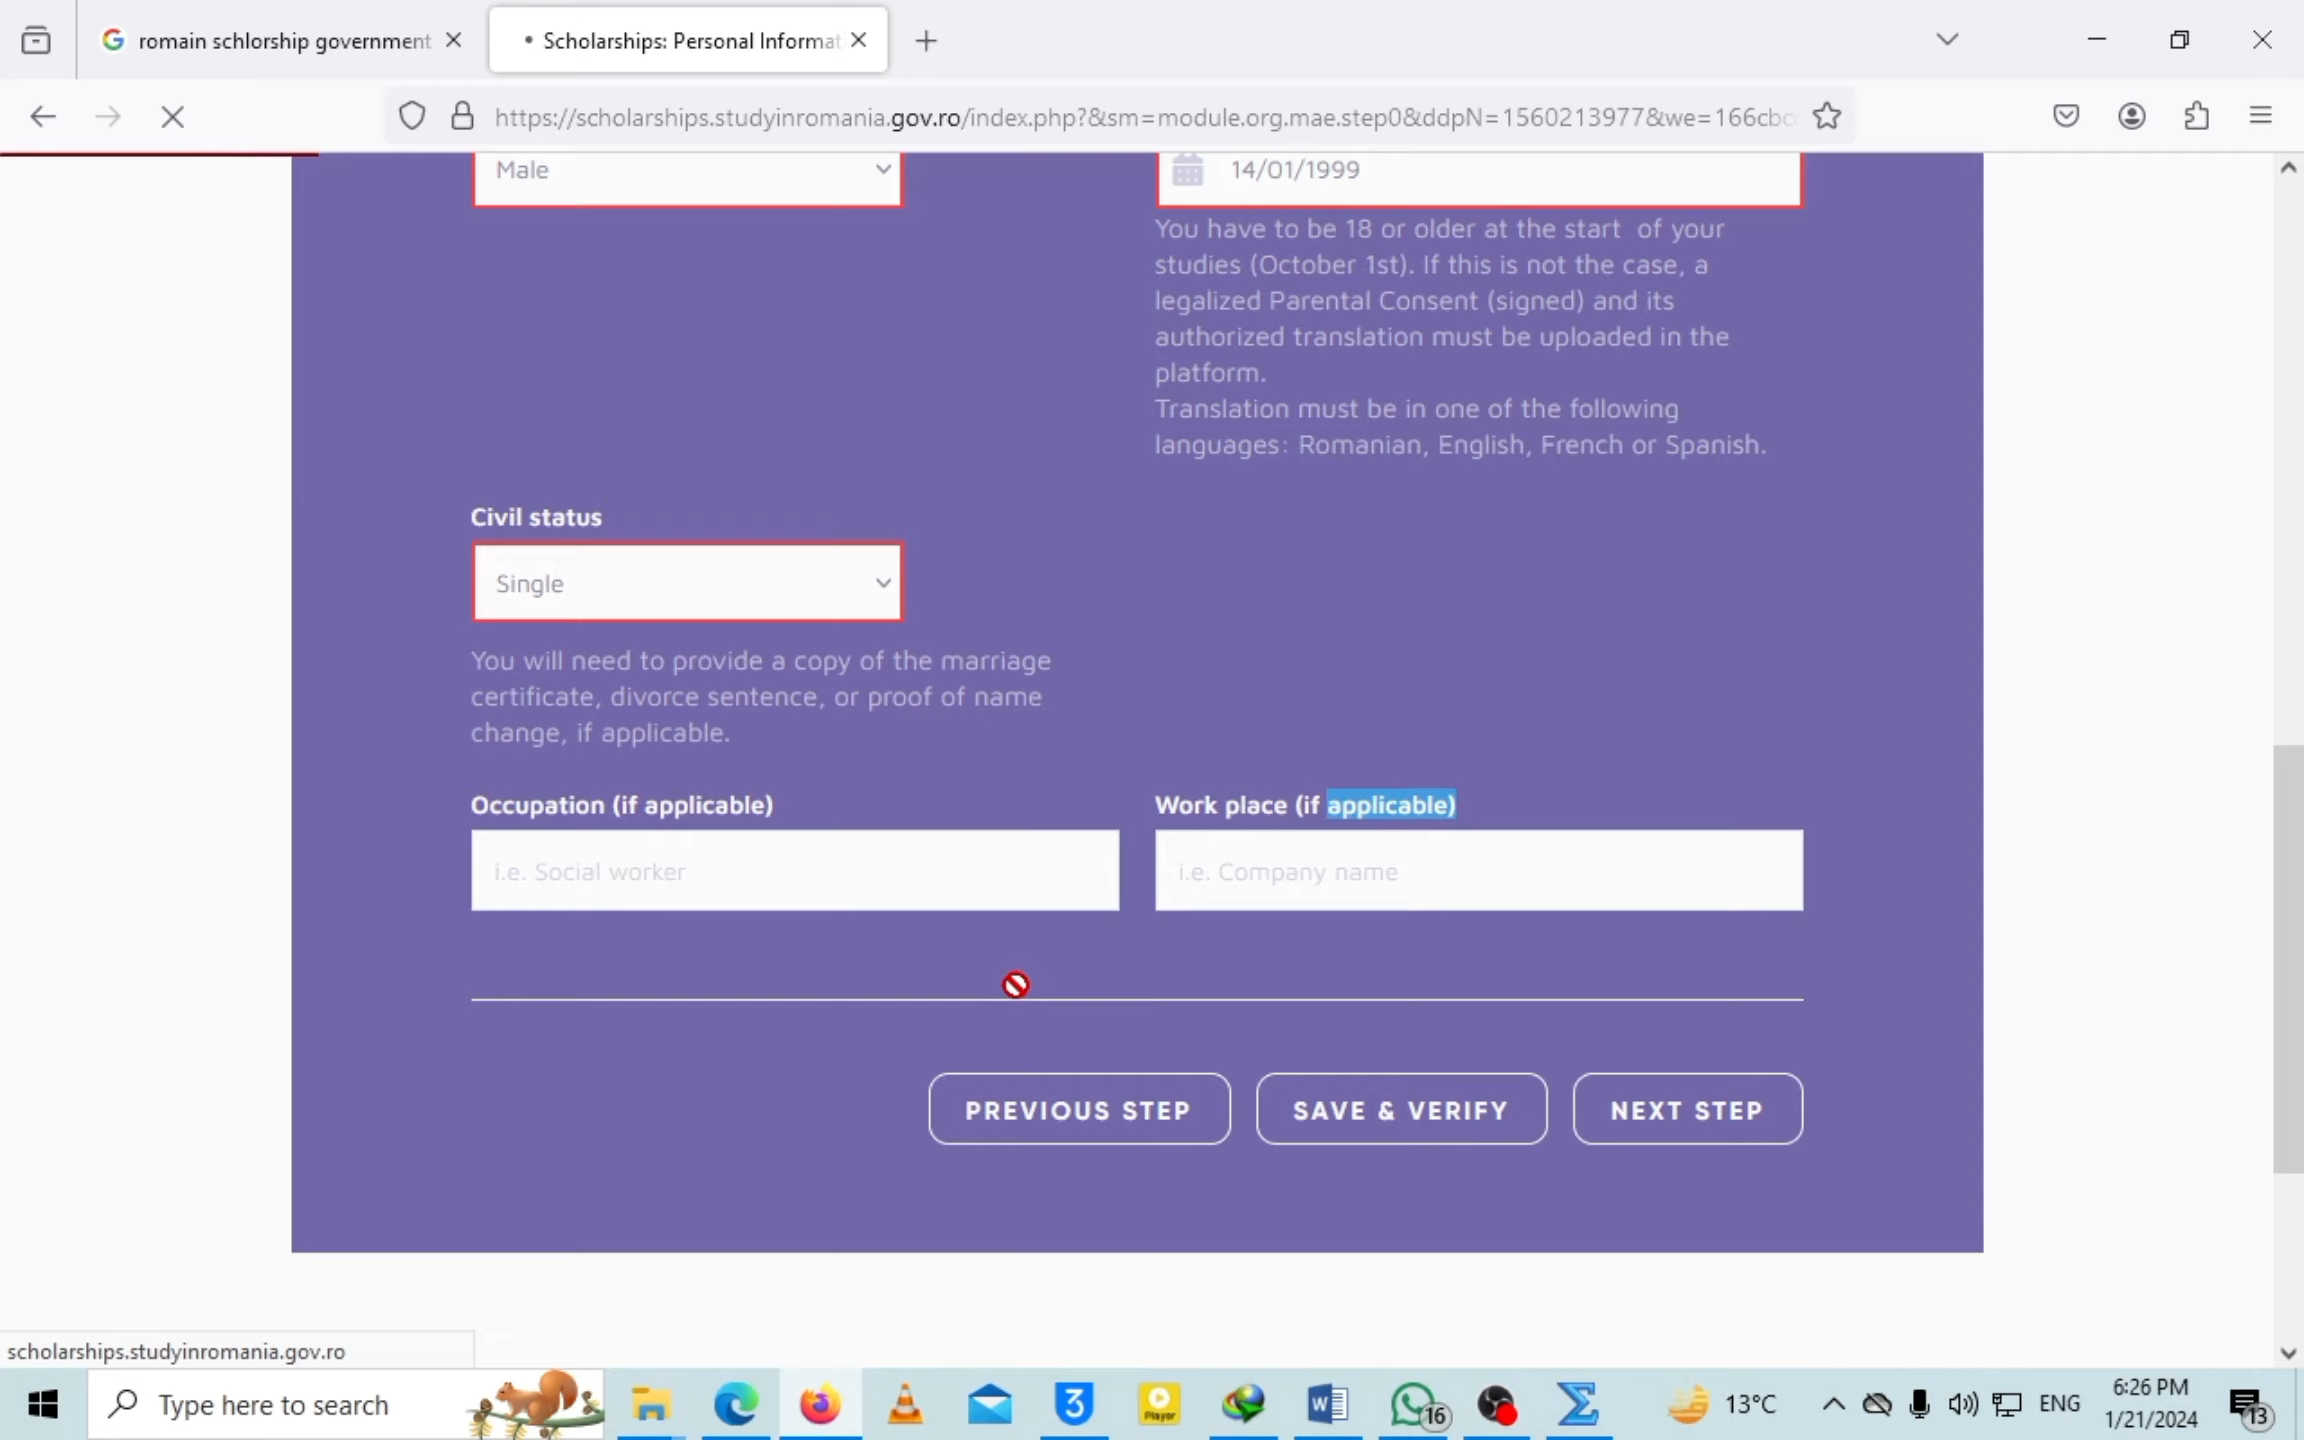 romain schlorship government
Scholarships: Personal Informat
https://scholarships.studyinromania.gov.ro/index.php?&sm=module.org.mae.step0&ddpN=1560213977&we=166cbc
Male
14/01/1999
You have to be 18 or older at the start of your
studies (October 1st). If this is not the case, a
legalized Parental Consent (signed) and its
authorized translation must be uploaded in the
platform.
Translation must be in one of the following
languages: Romanian, English, French or Spanish.
Civil status
Single
You will need to provide a copy of the marriage
certificate, divorce sentence, or proof of name
change, if applicable.
Occupation (if applicable)
Work place (if applicable)
i.e. Social worker
i.e. Company name
PREVIOUS STEP
SAVE & VERIFY
NEXT STEP
scholarships.studyinromania.gov.ro
Type here to search
3
Player
16
13°C
ENG
6:26 PM
1/21/2024
13